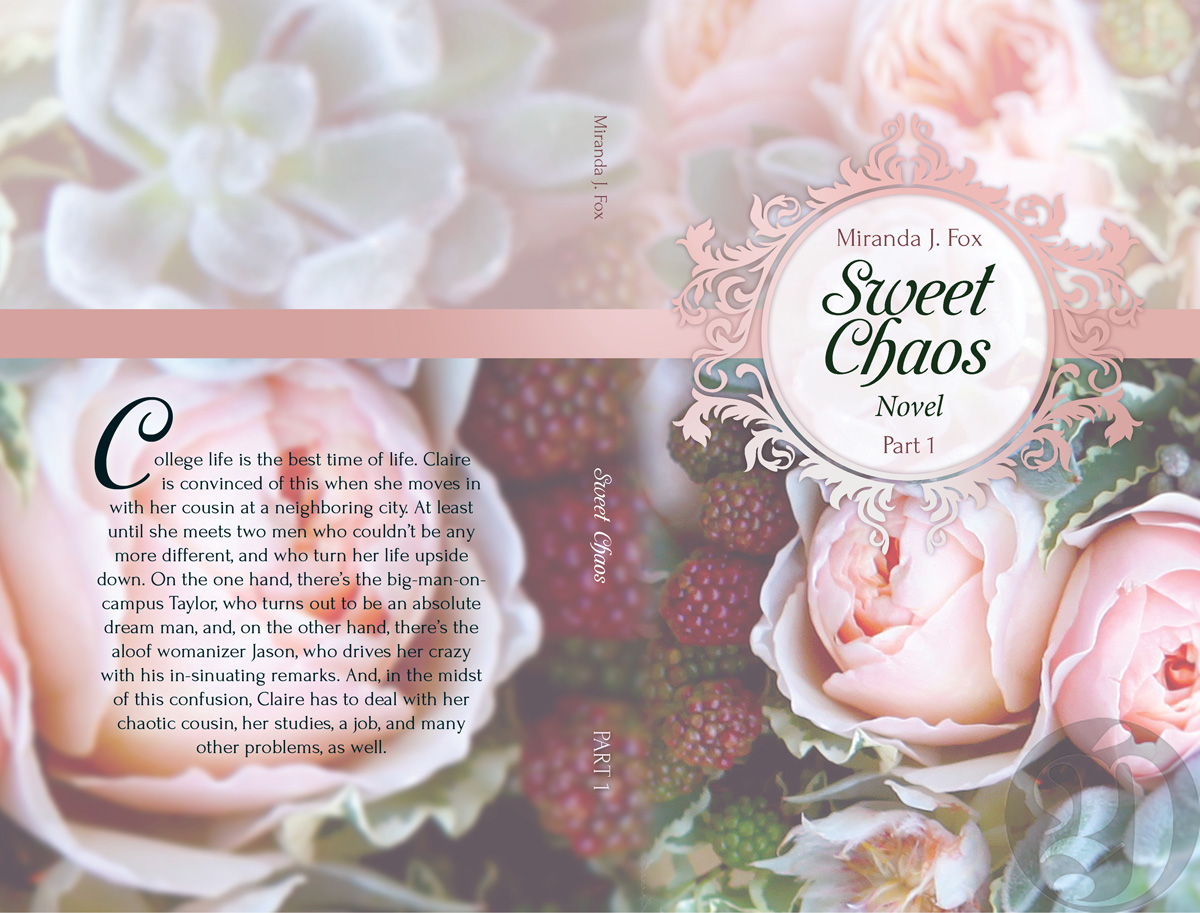 Miranda J. Fox
Sweet
Chaos
Novel
Part 1
Miranda J. Fox
Sweet Chaos
PART 1
College life is the best time of life. Claire
is convinced of this when she moves in
with her cousin at a neighboring city. At least
until she meets two men who couldn’t be any
more different, and who turn her life upside
down. On the one hand, there’s the big-man-on-
campus Taylor, who turns out to be an absolute
dream man, and, on the other hand, there’s the
aloof womanizer Jason, who drives her crazy
with his in-sinuating remarks. And, in the midst
of this confusion, Claire has to deal with her
chaotic cousin, her studies, a job, and many
other problems, as well.